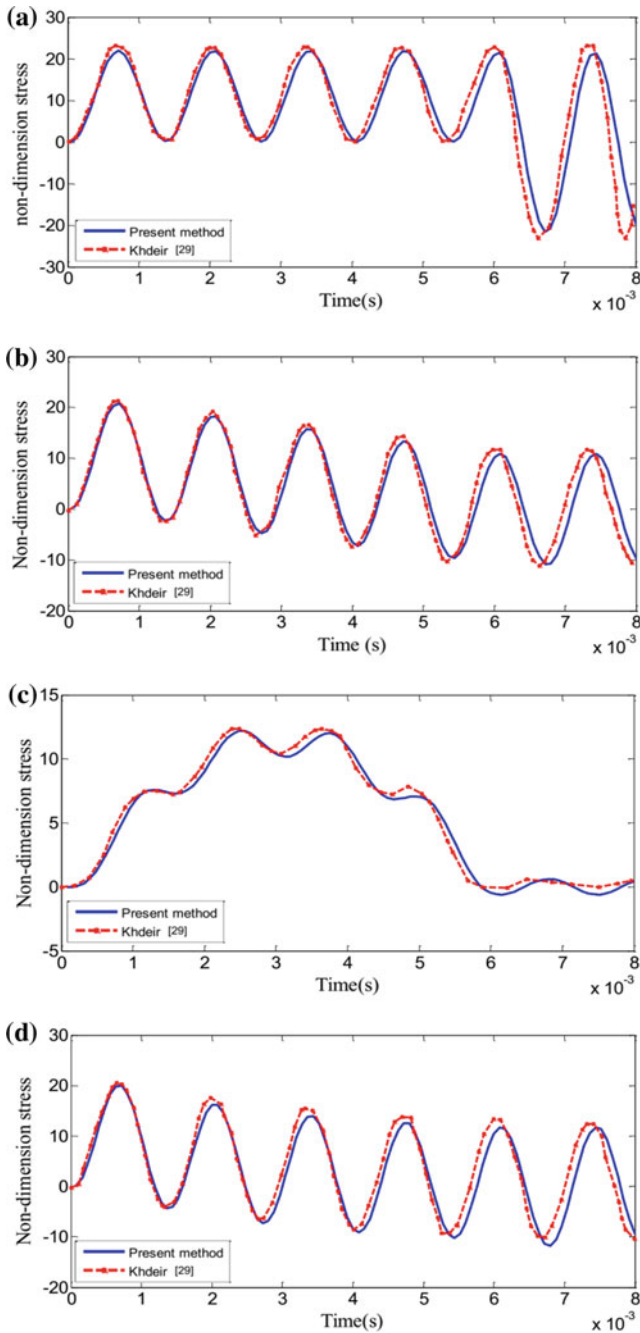 (a)
30
20
10
0
-10
-20
-30
non-dimension stress
Present method
Khdeir [29]
0 1 2 3 4 5 6 7 8
Time(s)
x 10-3
(b)
30
20
10
0
-10
-20
Non-dimension stress
Present method
Khdeir [29]
0 1 2 3 4 5 6 7 8
Time (s)
x 10-3
(c)
15
10
5
0
-5
Non-dimension stress
Present method
Khdeir [29]
0 1 2 3 4 5 6 7 8
Time(s)
x 10-3
(d)
30
20
10
0
-10
-20
Non-dimension stress
Present method
Khdeir [29]
0 1 2 3 4 5 6 7 8
Time(s)
x 10-3